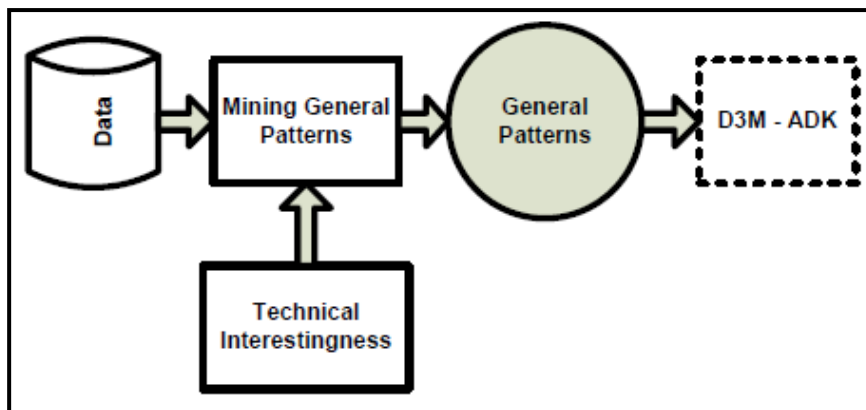 Data
Mining General
Patterns
General
Patterns
D3M - ADK
Technical
Interestingness